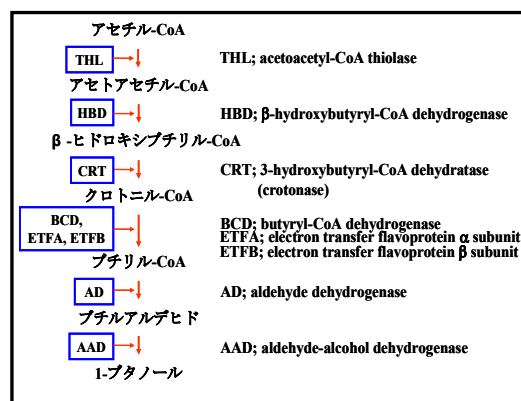 アセチル-CoA
THL THL; acetoacetyl-CoA thiolase
アセトアセチル-CoA
HBD HBD; β-hydroxybutyryl-CoA dehydrogenase
β-ヒドロキシブチリル-CoA
CRT CRT; 3-hydroxybutyryl-CoA dehydratase
(crotonase)
クロトニル-CoA
BCD, BCD; butyryl-CoA dehydrogenase
ETFA, ETFB ETFA; electron transfer flavoprotein α subunit
ETFB; electron transfer flavoprotein β subunit
ブチリル-CoA
AD AD; aldehyde dehydrogenase
ブチルアルデヒド
AAD AAD; aldehyde-alcohol dehydrogenase
1-ブタノール